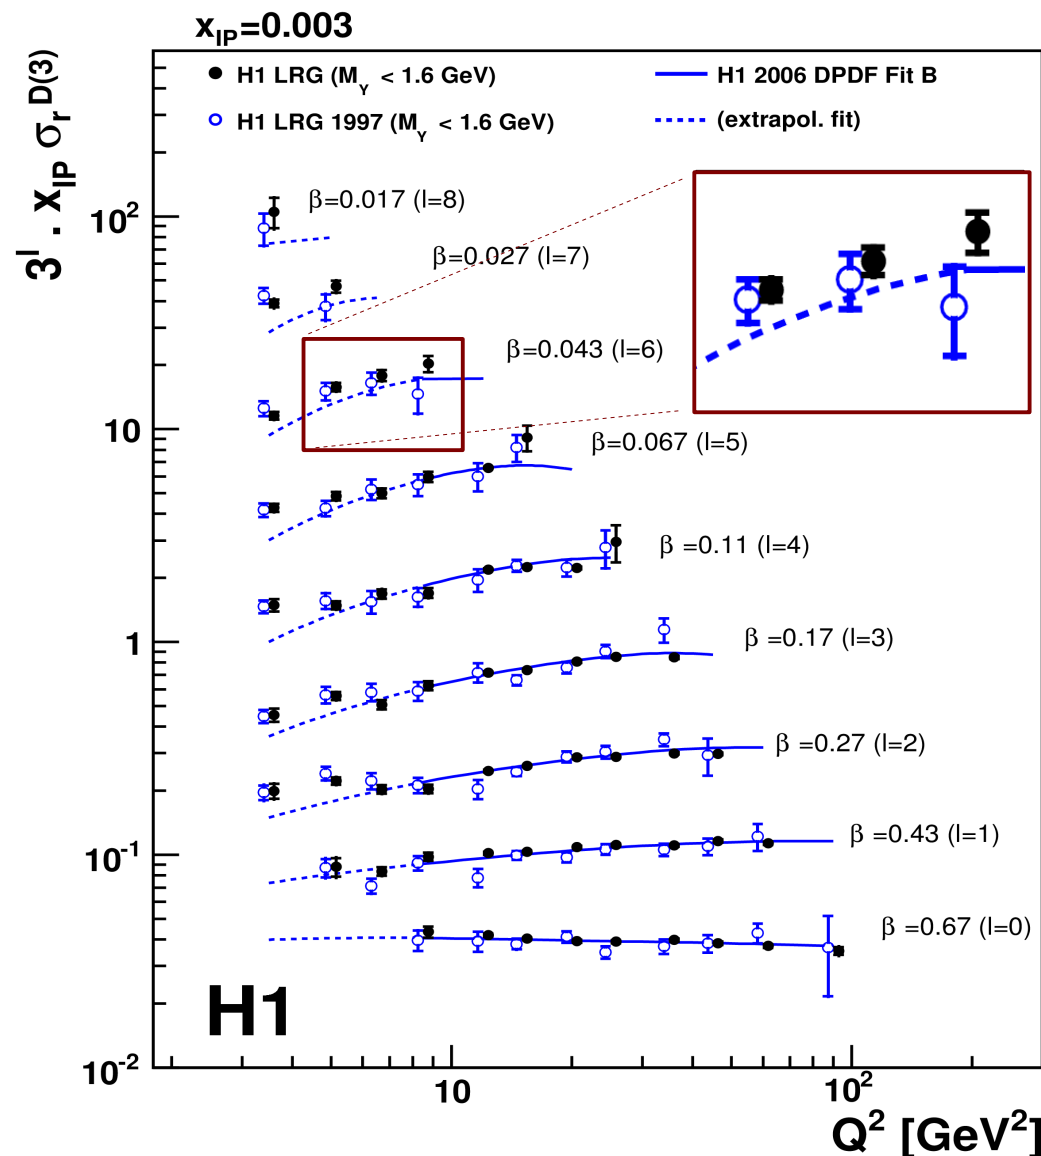 x_IP=0.003
3^l . x_IP σ_r^D(3)
H1 LRG (M_Y < 1.6 GeV)
H1 LRG 1997 (M_Y < 1.6 GeV)
H1 2006 DPDF Fit B
(extrapol. fit)
β=0.017 (l=8)
β=0.027 (l=7)
β=0.043 (l=6)
β=0.067 (l=5)
β =0.11 (l=4)
β =0.17 (l=3)
β =0.27 (l=2)
β =0.43 (l=1)
β =0.67 (l=0)
10^2
10
1
10^-1
10^-2
H1
10
10^2
Q^2 [GeV^2]